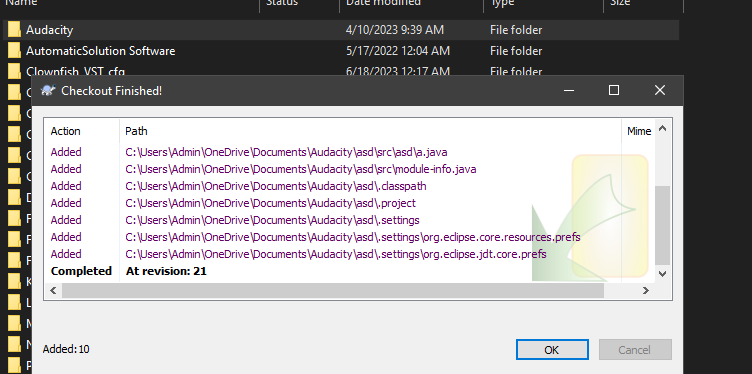 Name Status Date modified Type Size
Audacity 4/10/2023 9:39 AM File folder
AutomaticSolution Software 5/17/2022 12:04 AM File folder
Clownfish_VST_cfg 6/18/2023 12:17 AM File folder
Checkout Finished!
Action Path Mime
Added C:\Users\Admin\OneDrive\Documents\Audacity\asd\src\asd\a.java
Added C:\Users\Admin\OneDrive\Documents\Audacity\asd\src\module-info.java
Added C:\Users\Admin\OneDrive\Documents\Audacity\asd\.classpath
Added C:\Users\Admin\OneDrive\Documents\Audacity\asd\.project
Added C:\Users\Admin\OneDrive\Documents\Audacity\asd\.settings
Added C:\Users\Admin\OneDrive\Documents\Audacity\asd\.settings\org.eclipse.core.resources.prefs
Added C:\Users\Admin\OneDrive\Documents\Audacity\asd\.settings\org.eclipse.jdt.core.prefs
Completed At revision: 21
Added:10
OK Cancel